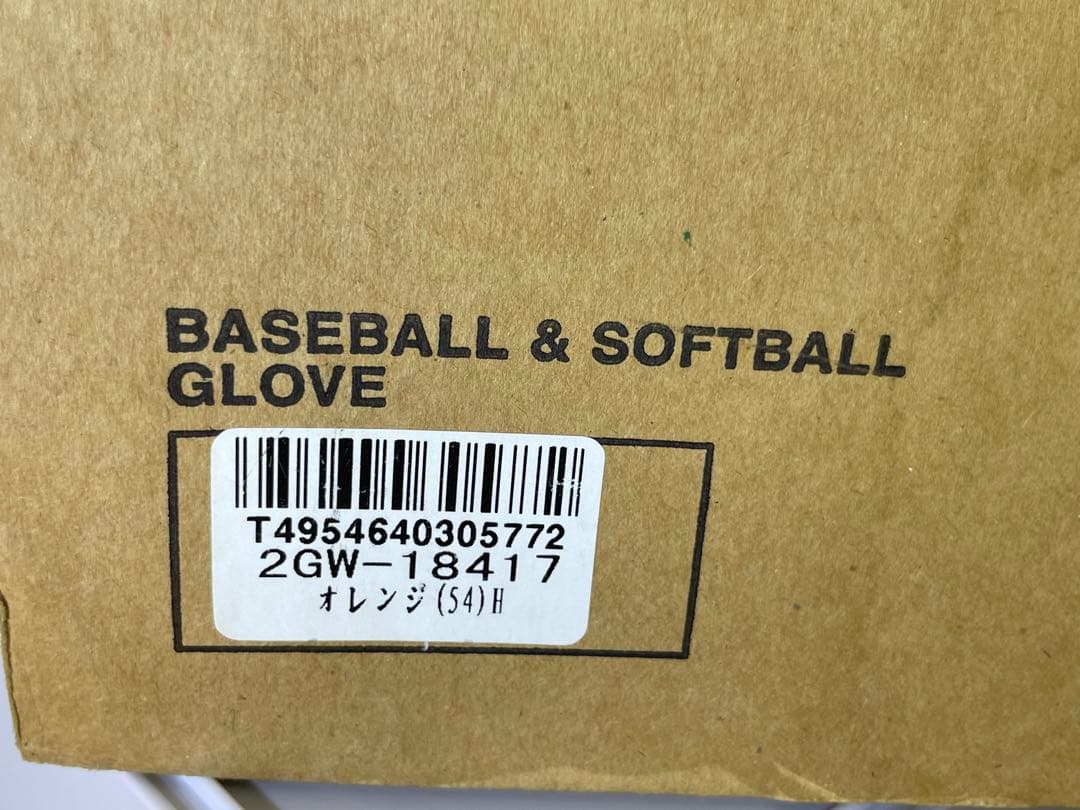 BASEBALL & SOFTBALL
GLOVE
T4954640305772
2GW-18417
オレンジ(54)H